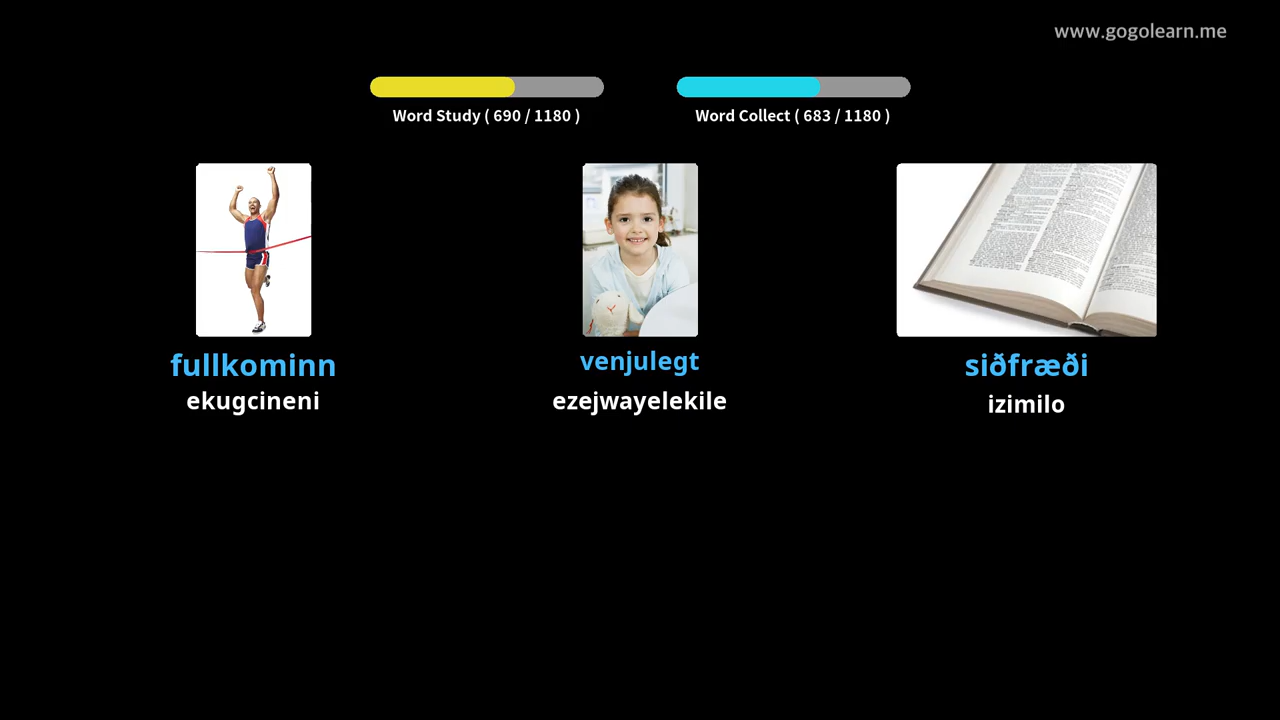 www.gogolearn.me
Word Study ( 690 / 1180 )
Word Collect ( 683 / 1180 )
fullkominn
ekugcineni
venjulegt
ezejwayelekile
siðfræði
izimilo